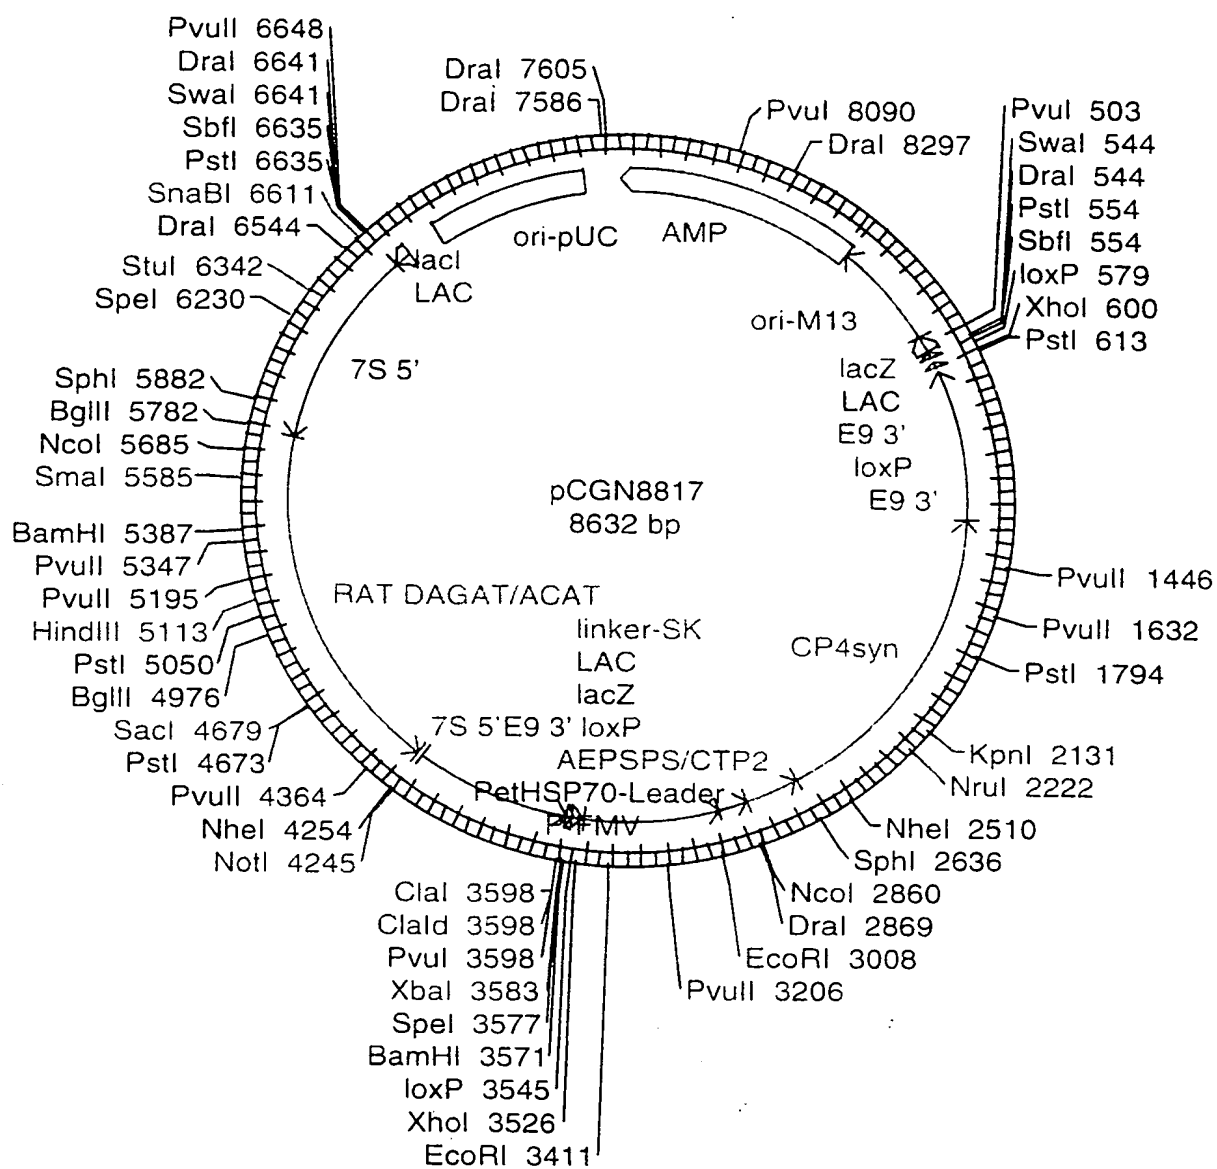 PvuII 6648
DraI 6641
SwaI 6641
SbfI 6635
PstI 6635
SnaBI 6611
DraI 6544
StuI 6342
SpeI 6230
SphI 5882
BglII 5782
NcoI 5685
SmaI 5585
BamHI 5387
PvuII 5347
PvuII 5195
HindIII 5113
PstI 5050
BglII 4976
SacI 4679
PstI 4673
PvuII 4364
NheI 4254
NotI 4245
DraI 7605
DraI 7586
PvuI 8090
DraI 8297
PvuI 503
SwaI 544
DraI 544
PstI 554
SbfI 554
loxP 579
XhoI 600
PstI 613
lacI
LAC
ori-pUC
AMP
ori-M13
lacZ
LAC
E9 3'
loxP
E9 3'
7S 5'
pCGN8817
8632 bp
RAT DAGAT/ACAT
linker-SK
LAC
lacZ
7S 5' E9 3' loxP
CP4syn
AEPSPS/CTP2
PetHSP70-Leader
P-FMV
PvuII 1446
PvuII 1632
PstI 1794
KpnI 2131
NruI 2222
NheI 2510
SphI 2636
NcoI 2860
DraI 2869
EcoRI 3008
PvuII 3206
ClaI 3598
ClaId 3598
PvuI 3598
XbaI 3583
SpeI 3577
BamHI 3571
loxP 3545
XhoI 3526
EcoRI 3411